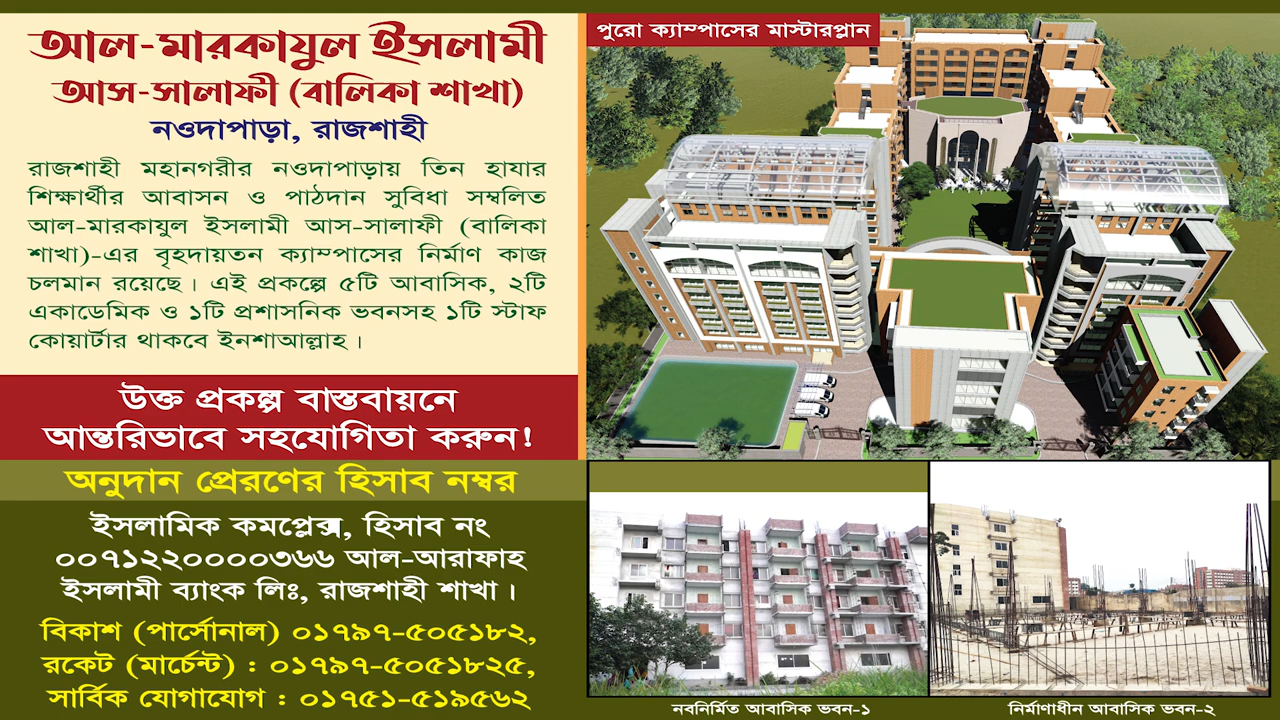 আল-মারকাযুল ইসলামী
আস-সালাফী (বালিকা শাখা)
নওদাপাড়া, রাজশাহী
রাজশাহী মহানগরীর নওদাপাড়ায় তিন হাযার
শিক্ষার্থীর আবাসন ও পাঠদান সুবিধা সম্বলিত
আল-মারকাযুল ইসলামী আস-সালাফী (বালিকা
শাখা)-এর বৃহদায়তন ক্যাম্পাসের নির্মাণ কাজ
চলমান রয়েছে। এই প্রকল্পে ৫টি আবাসিক, ২টি
একাডেমিক ও ১টি প্রশাসনিক ভবনসহ ১টি স্টাফ
কোয়ার্টার থাকবে ইনশাআল্লাহ।
উক্ত প্রকল্প বাস্তবায়নে
আন্তরিভাবে সহযোগিতা করুন!
অনুদান প্রেরণের হিসাব নম্বর
ইসলামিক কমপ্লেক্স, হিসাব নং
০০৭১২২০০০০৩৬৬ আল-আরাফাহ
ইসলামী ব্যাংক লিঃ, রাজশাহী শাখা।
বিকাশ (পার্সোনাল) ০১৭৯৭-৫০৫১৮২,
রকেট (মার্চেন্ট) : ০১৭৯৭-৫০৫১৮২৫,
সার্বিক যোগাযোগ : ০১৭৫১-৫১৯৫৬২
পুরো ক্যাম্পাসের মাস্টারপ্লান
নবনির্মিত আবাসিক ভবন-১
নির্মাণাধীন আবাসিক ভবন-২